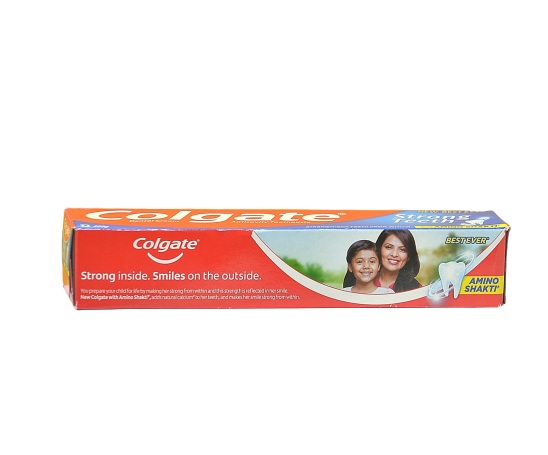 Colgate
Strong
Teeth
Colgate
BEST EVER
Strong inside. Smiles on the outside.
AMINO
SHAKTI
You prepare your child for life by making her strong from within and this strength is reflected in her smile.
New Colgate with Amino Shakti, adds natural calcium to her teeth, and makes her smile strong from within.